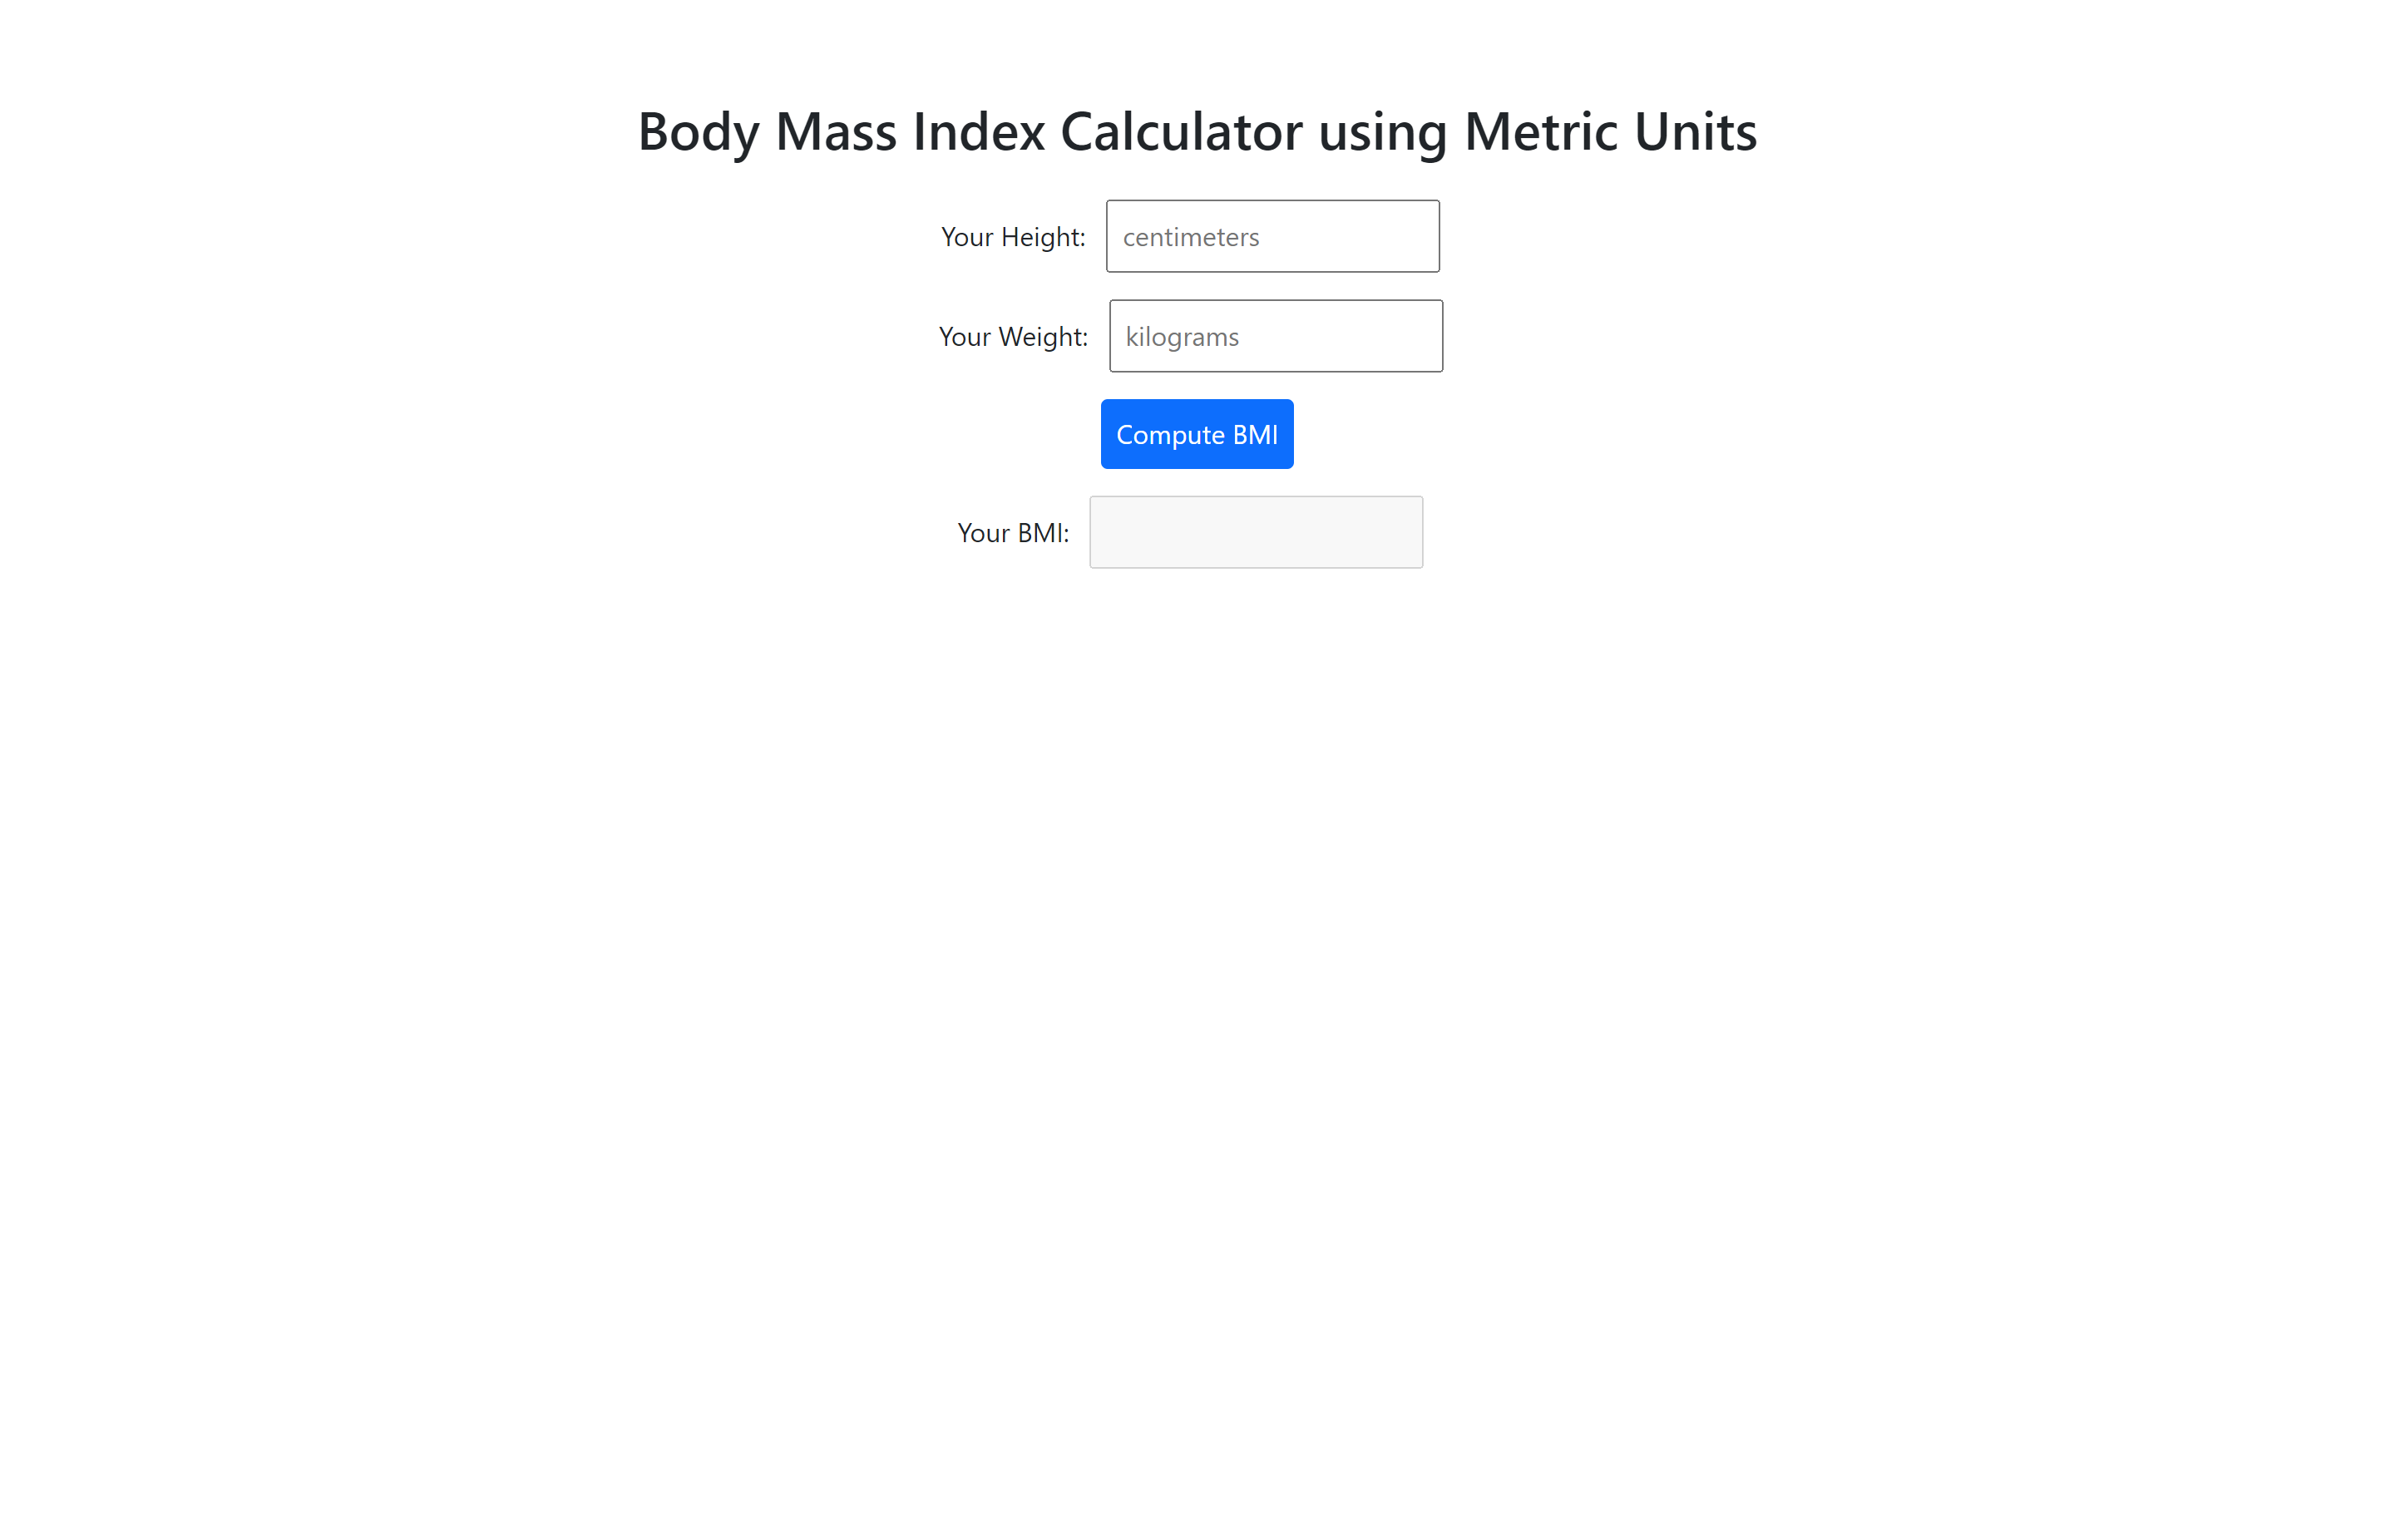 Body Mass Index Calculator using Metric Units
Your Height: centimeters
Your Weight: kilograms
Compute BMI
Your BMI: